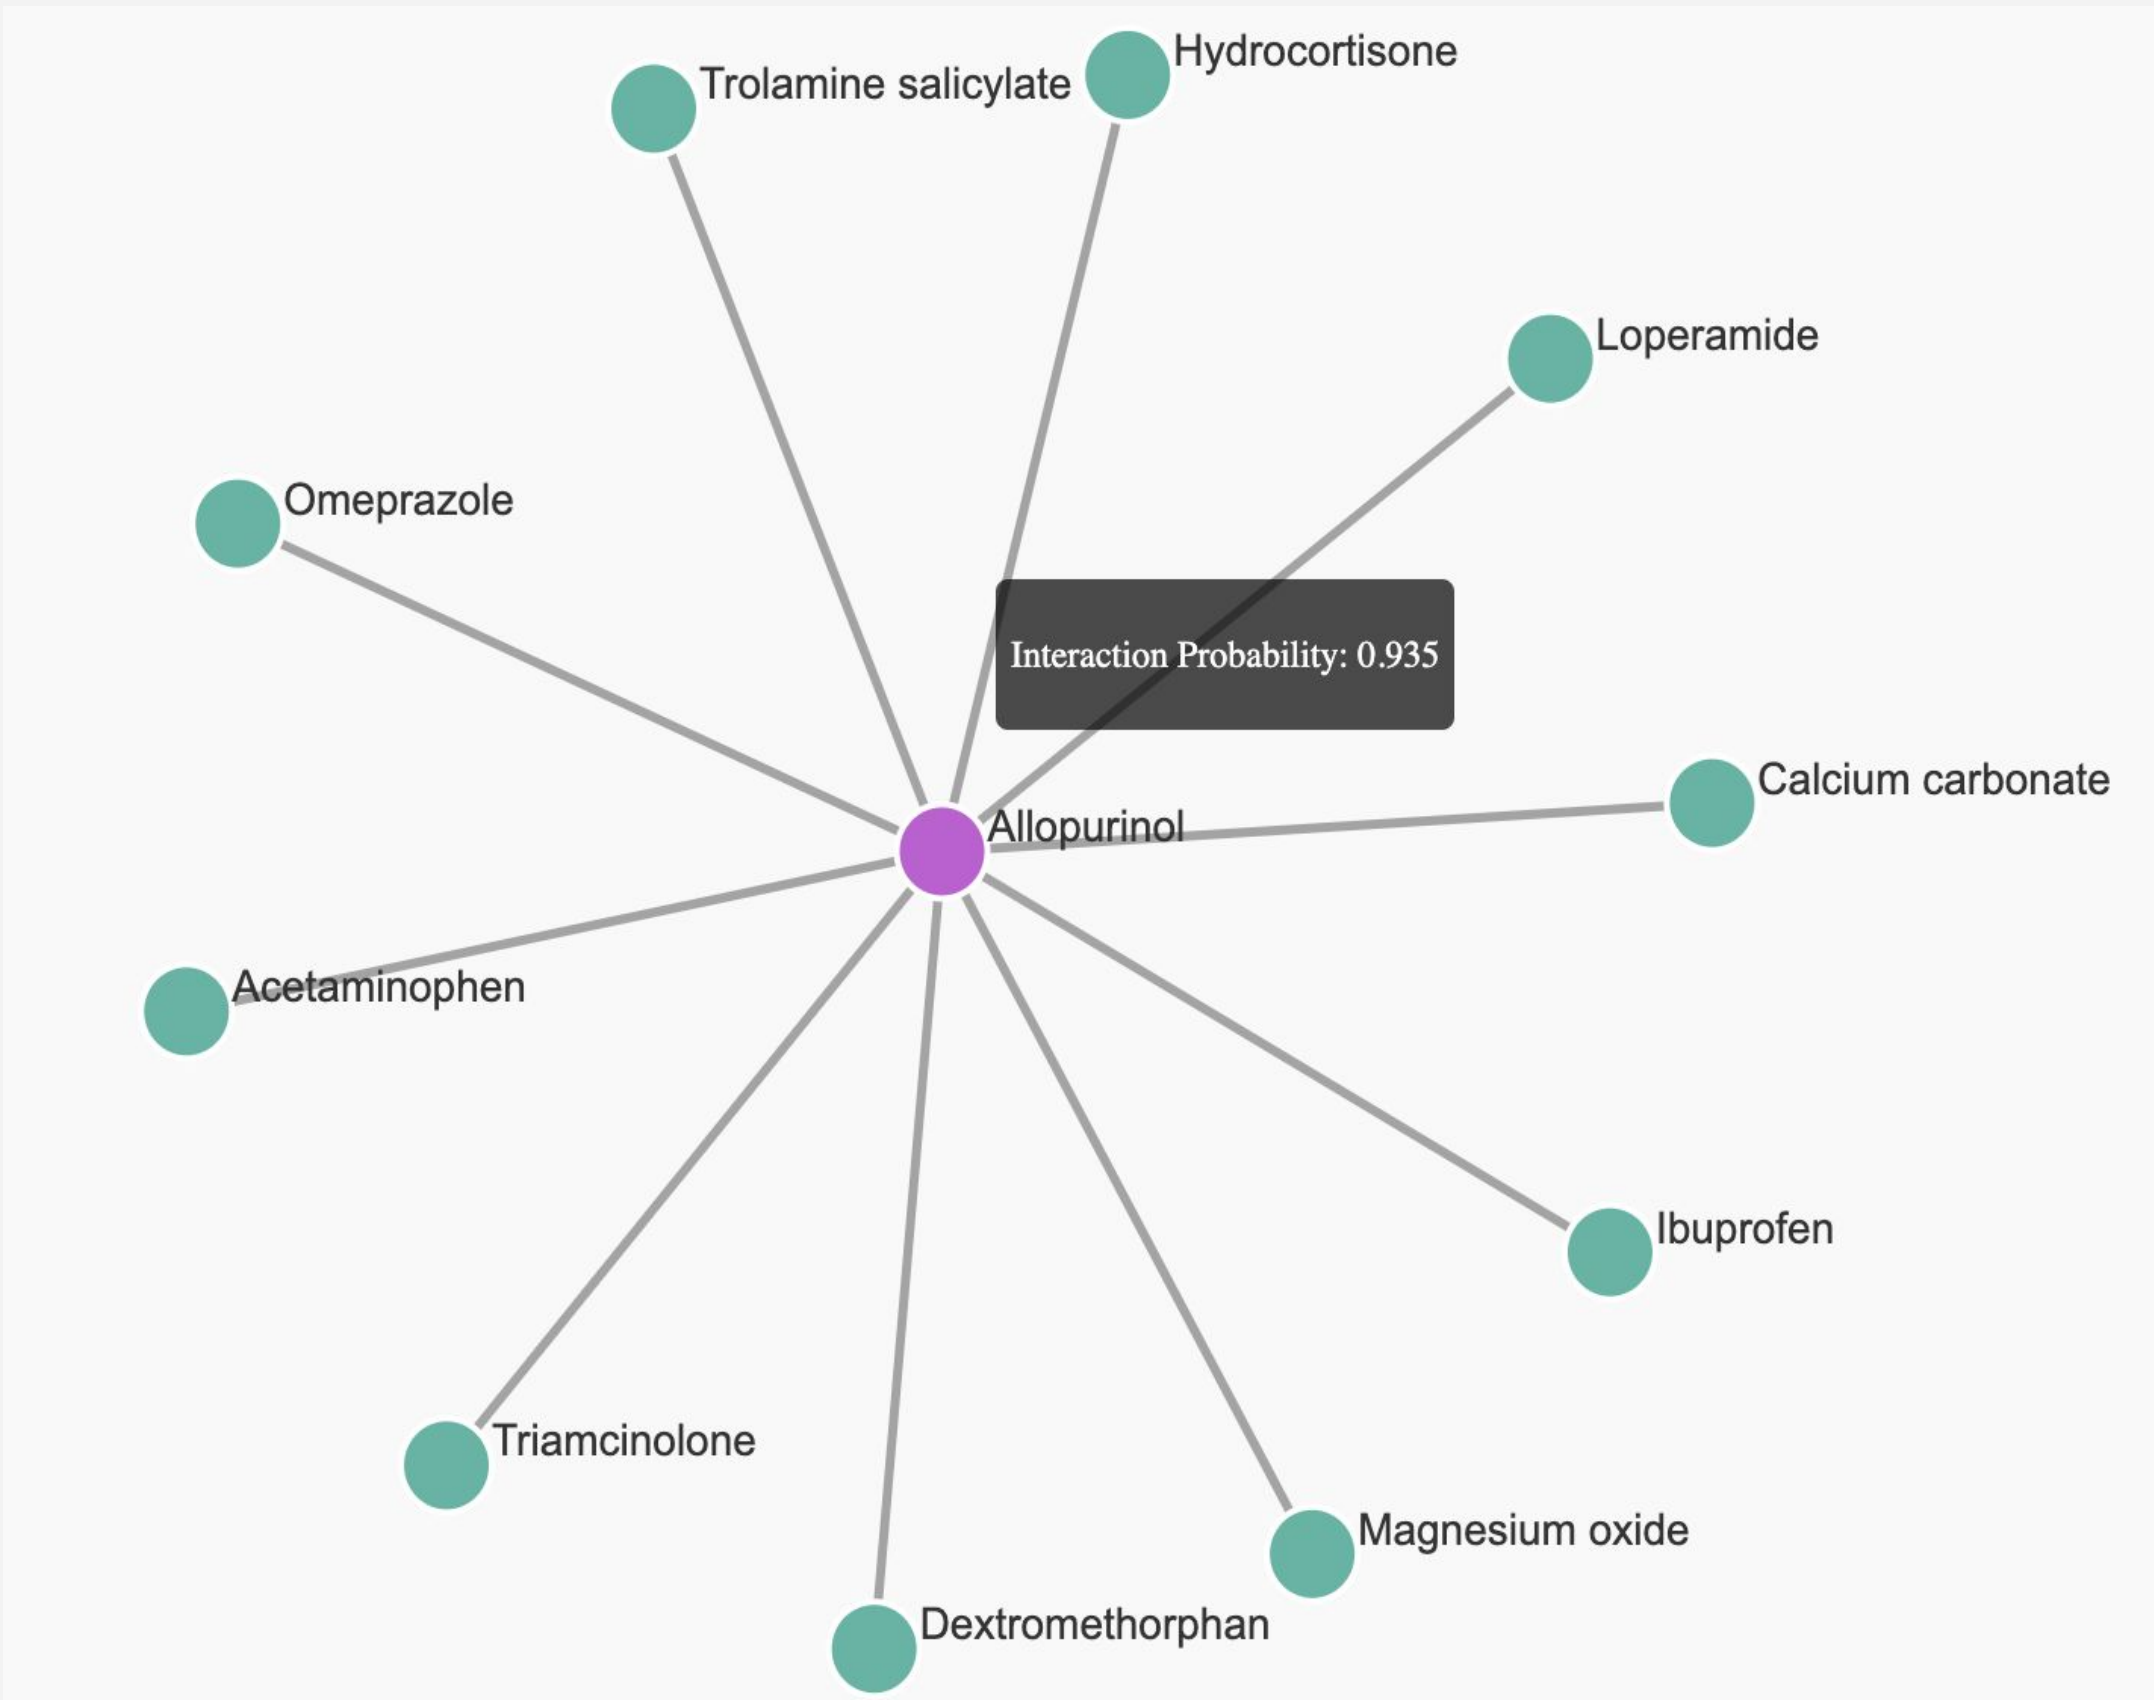 Hydrocortisone
Trolamine salicylate
Loperamide
Omeprazole
Interaction Probability: 0.935
Calcium carbonate
Allopurinol
Acetaminophen
Ibuprofen
Triamcinolone
Magnesium oxide
Dextromethorphan